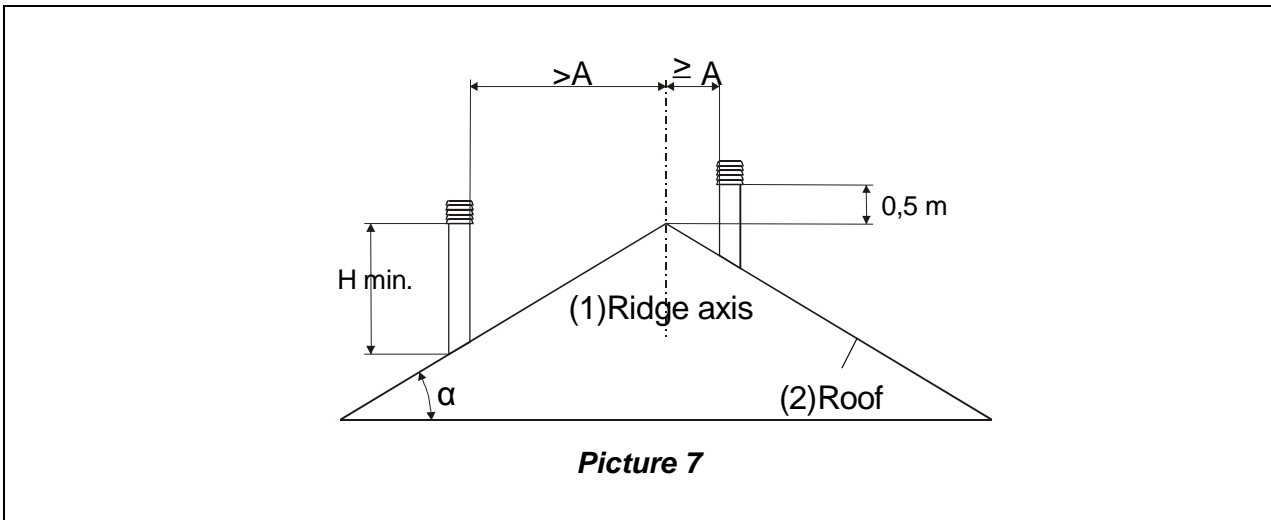 >A
≥ A
0,5 m
H min.
(1)Ridge axis
α
(2)Roof
Picture 7